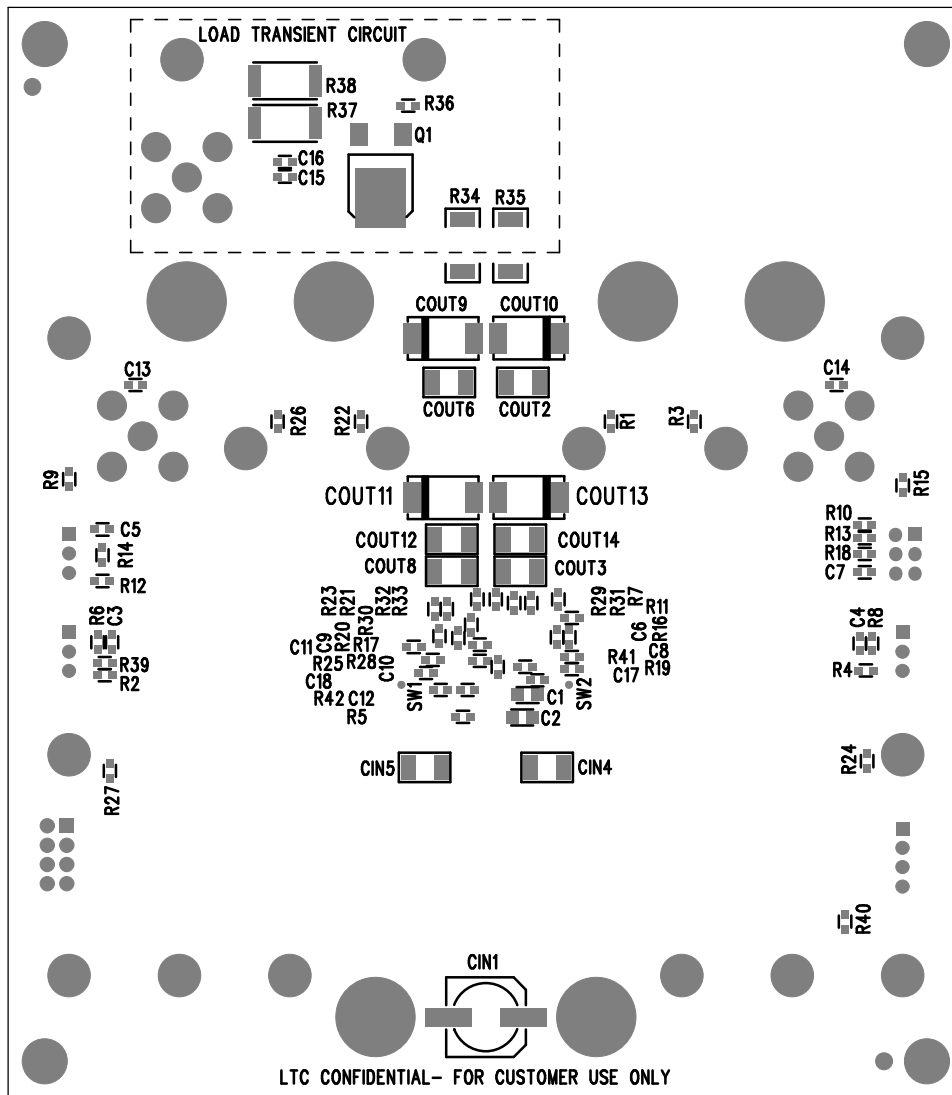 LOAD TRANSIENT CIRCUIT
R38
R37
R36
Q1
C16
C15
R34
R35
COUT9
COUT10
C13
C14
COUT6
COUT2
R26
R22
R1
R3
R9
R15
COUT11
COUT13
C5
R14
R12
COUT12
COUT14
COUT8
COUT3
R10
R13
R18
C7
R23
R21
R32
R33
R30
R29
R31
R7
R11
R6
C3
R39
R2
C11
C9
R20
R17
R25
R28
C10
C18
R42
C12
R5
SW1
C6
R16
C8
R41
C17
R19
SW2
C1
C2
C4
R8
R4
CIN5
CIN4
R27
R24
R40
CIN1
LTC CONFIDENTIAL- FOR CUSTOMER USE ONLY